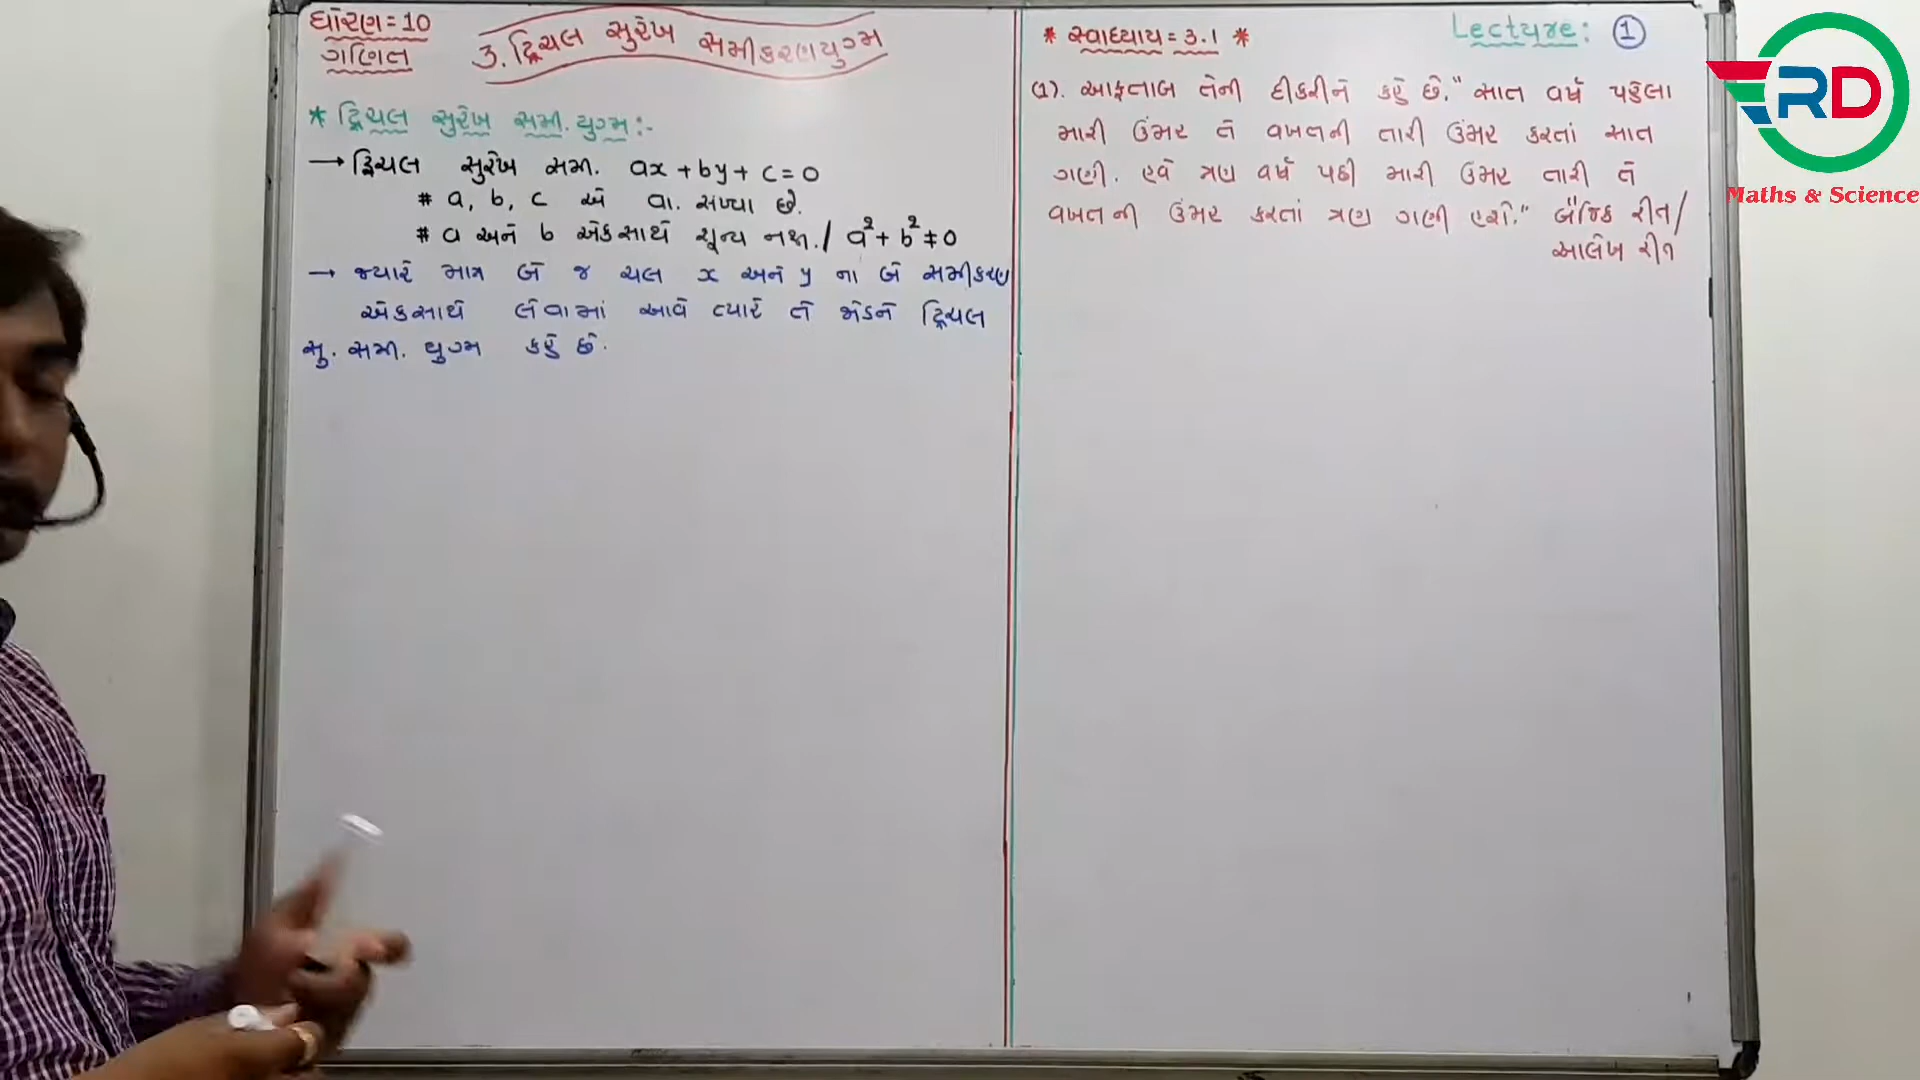 ધોરણ = 10
ગણિત
3. દ્વિચલ સુરેખ સમીકરણયુગ્મ
* દ્વિચલ સુરેખ સમી. યુગ્મ :-
→ દ્વિચલ સુરેખ સમી. ax + by + c = 0
# a, b, c એ વા. સંખ્યા છે.
# a અને b એકસાથે શૂન્ય નથી. / a² + b² ≠ 0
→ જ્યારે માત્ર બે જ ચલ x અને y ના બે સમીકરણ
એકસાથે લેવામાં આવે ત્યારે તે જોડને દ્વિચલ
સુ. સમી. યુગ્મ કહે છે.
* સ્વાધ્યાય = 3.1 *
Lecture : 1
(1). આફતાબ તેની દીકરીને કહે છે, " સાત વર્ષ પહેલા
મારી ઉંમર તે વખતની તારી ઉંમર કરતાં સાત
ગણી. હવે ત્રણ વર્ષ પછી મારી ઉંમર તારી તે
વખતની ઉંમર કરતાં ત્રણ ગણી હશે." બૈજિક રીત /
આલેખ રીત
RD
Maths & Science